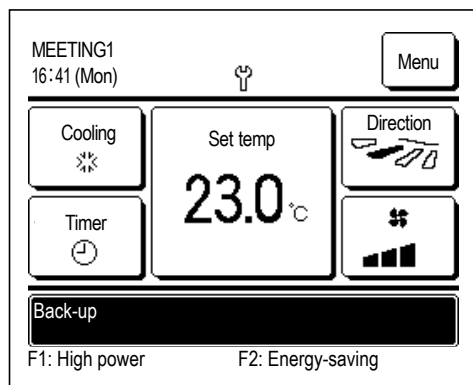 MEETING1
16:41 (Mon)
Menu
Cooling
Set temp
Direction
23.0 °C
Timer
Back-up
F1: High power F2: Energy-saving